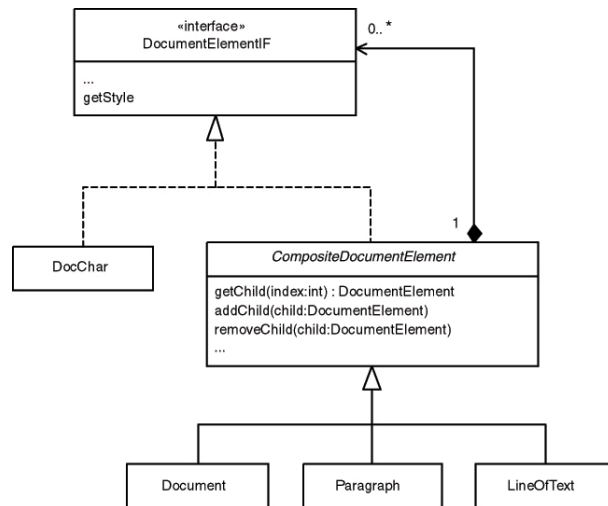 «interface»
DocumentElementIF
0..*
...
getStyle
1
DocChar
CompositeDocumentElement
getChild(index:int) : DocumentElement
addChild(child:DocumentElement)
removeChild(child:DocumentElement)
...
Document
Paragraph
LineOfText